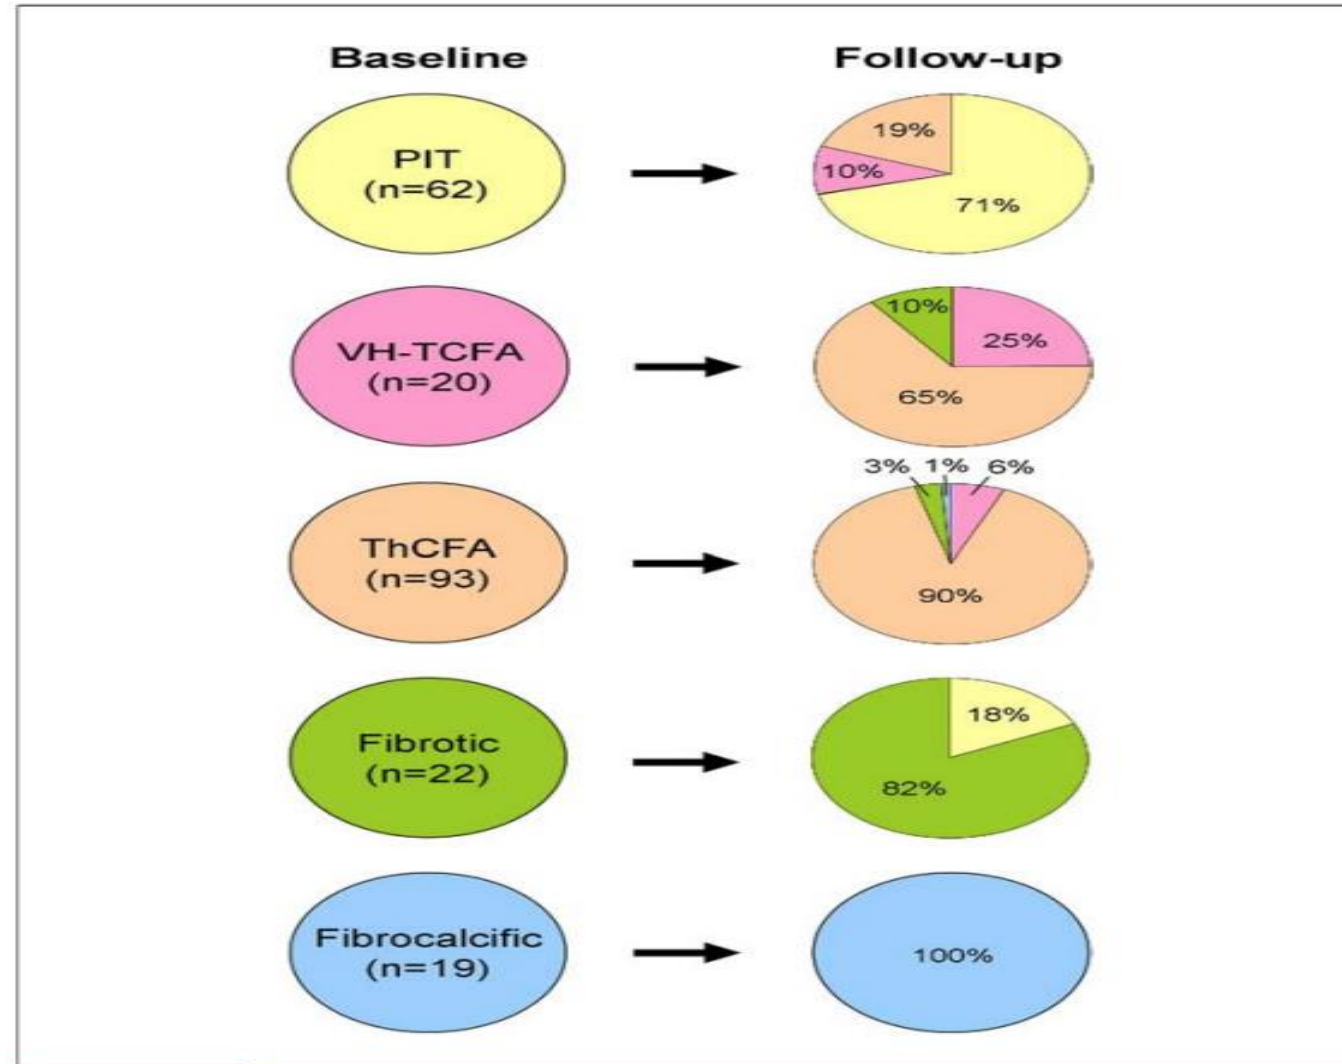 Baseline
Follow-up
PIT
(n=62)
19%
10%
71%
VH-TCFA
(n=20)
10%
25%
65%
3%
1%
6%
ThCFA
(n=93)
90%
Fibrotic
(n=22)
18%
82%
Fibrocalcific
(n=19)
100%